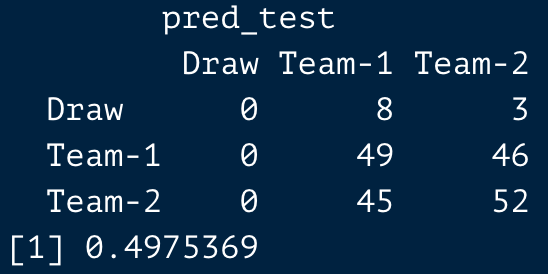 pred_test
Draw Team-1 Team-2
Draw 0 8 3
Team-1 0 49 46
Team-2 0 45 52
[1] 0.4975369